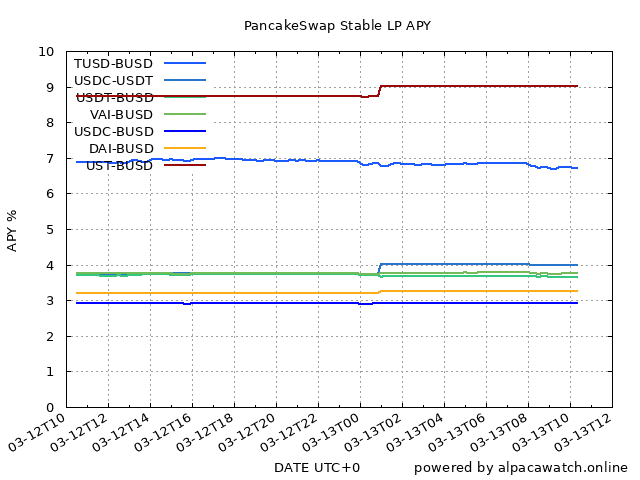 PancakeSwap Stable LP APY
10
9
8
7
6
5
4
3
2
1
0
APY %
TUSD-BUSD
USDC-USDT
USDT-BUSD
VAI-BUSD
USDC-BUSD
DAI-BUSD
UST-BUSD
03-12T10
03-12T12
03-12T14
03-12T16
03-12T18
03-12T20
03-12T22
03-13T00
03-13T02
03-13T04
03-13T06
03-13T08
03-13T10
03-13T12
DATE UTC+0
powered by alpacawatch.online